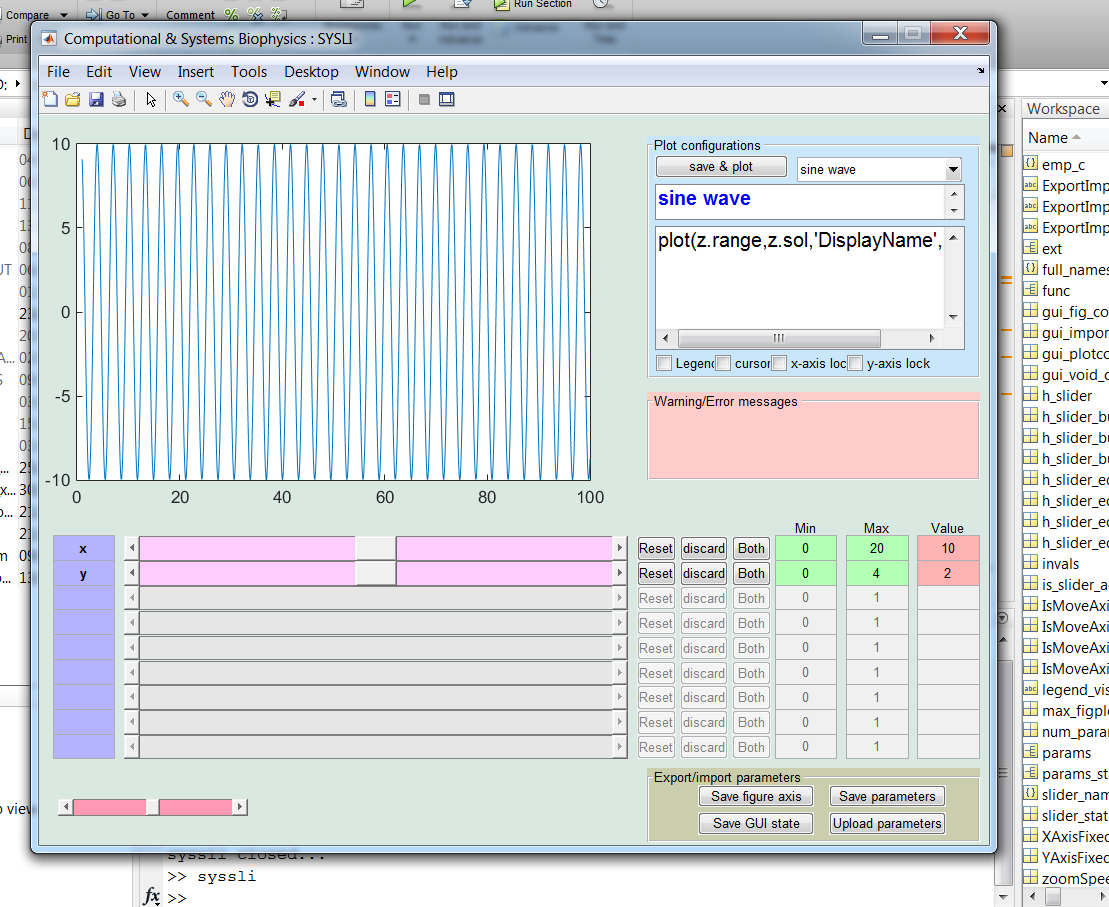 Compare
Go To
Comment
Run Section
Print
Computational & Systems Biophysics : SYSLI
File Edit View Insert Tools Desktop Window Help
10
5
0
-5
-10
0 20 40 60 80 100
Plot configurations
save & plot
sine wave
sine wave
plot(z.range,z.sol,'DisplayName',
Legend cursor x-axis loc y-axis lock
Warning/Error messages
Min Max Value
x Reset discard Both 0 20 10
y Reset discard Both 0 4 2
Reset discard Both 0 1
Reset discard Both 0 1
Reset discard Both 0 1
Reset discard Both 0 1
Reset discard Both 0 1
Reset discard Both 0 1
Reset discard Both 0 1
Export/import parameters
Save figure axis Save parameters
Save GUI state Upload parameters
syssli closed...
>> syssli
fx >>
Workspace
Name
emp_c
ExportImp
ExportImp
ExportImp
ext
full_names
func
gui_fig_co
gui_impor
gui_plotco
gui_void_c
h_slider
h_slider_bu
h_slider_bu
h_slider_bu
h_slider_ed
h_slider_ed
h_slider_ed
h_slider_ed
invals
is_slider_a
IsMoveAxi
IsMoveAxi
IsMoveAxi
IsMoveAxi
legend_vis
max_figpl
num_para
params
params_sta
slider_nam
slider_stat
XAxisFixed
YAxisFixed
zoomSpee